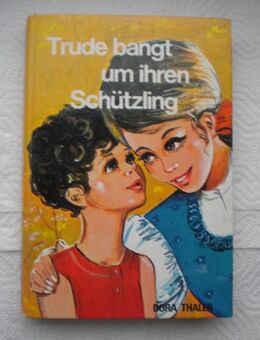 Trude bangt
um ihren
Schützling
DORA THALER